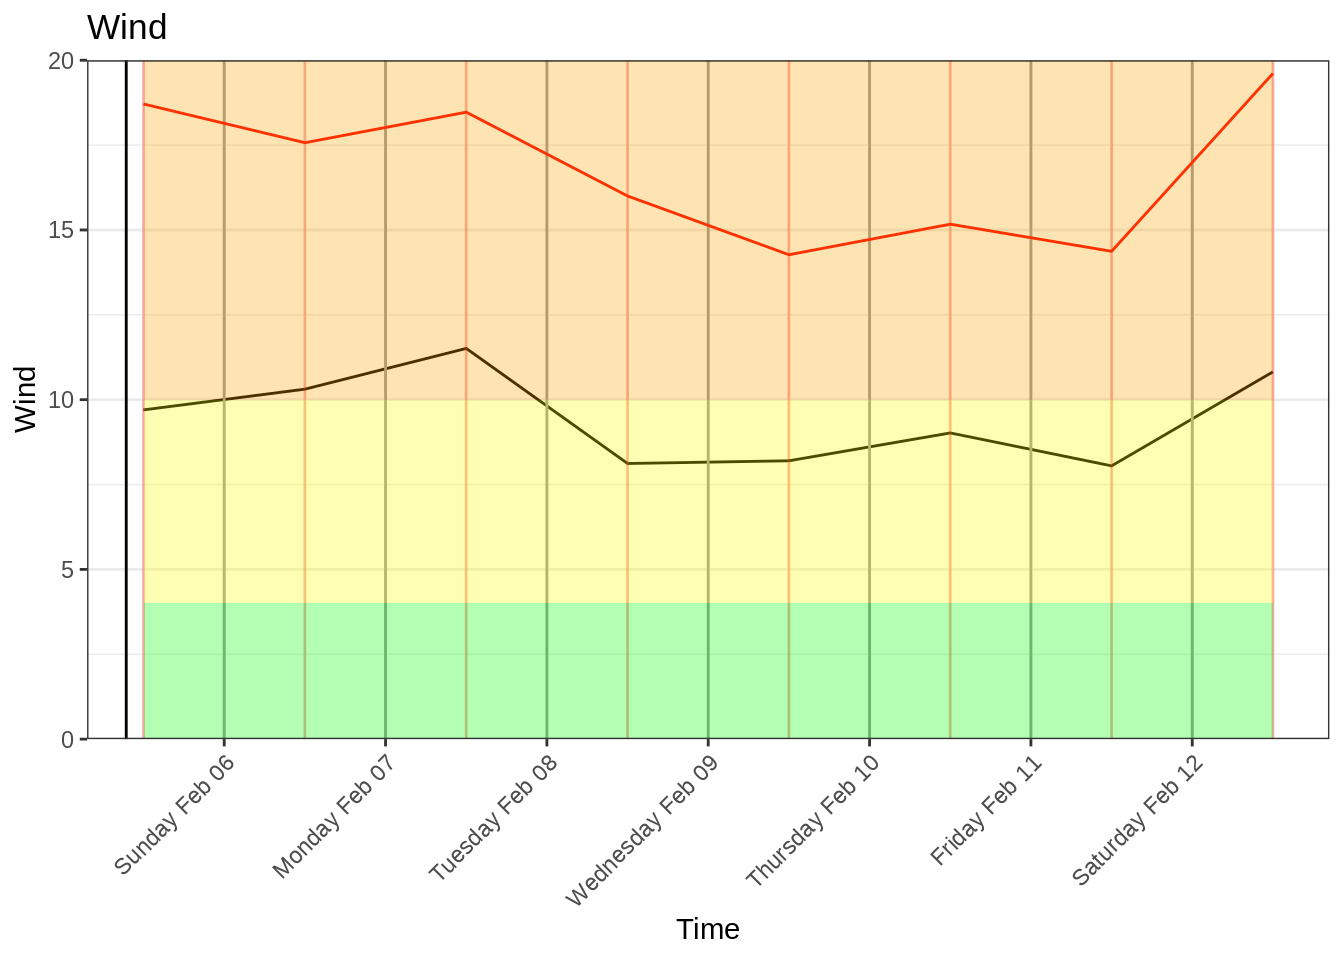 Wind
20
15
10
5
0
Wind
Sunday Feb 06
Monday Feb 07
Tuesday Feb 08
Wednesday Feb 09
Thursday Feb 10
Friday Feb 11
Saturday Feb 12
Time